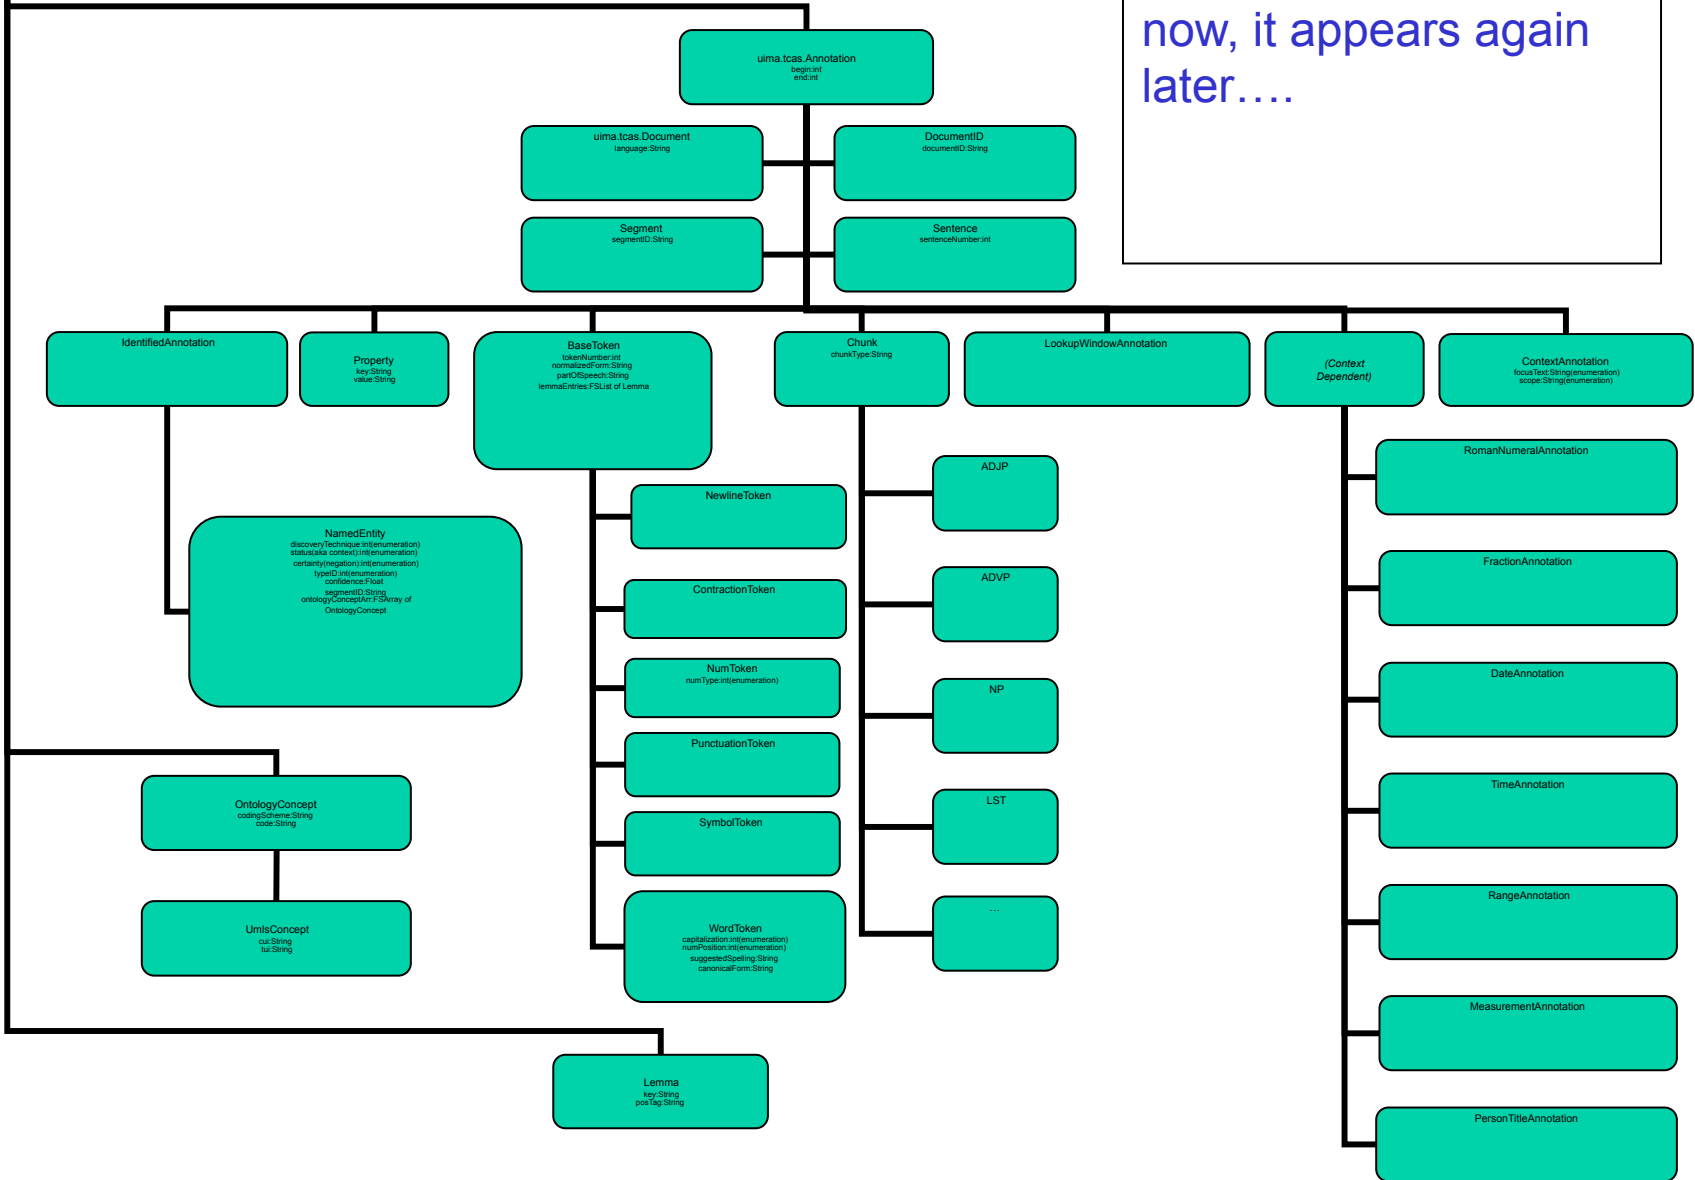 now, it appears again
later….
uima.tcas.Annotation
begin:int
end:int
uima.tcas.Document
language:String
DocumentID
documentID:String
Segment
segmentID:String
Sentence
sentenceNumber:int
IdentifiedAnnotation
Property
key:String
value:String
BaseToken
tokenNumber:int
normalizedForm:String
partOfSpeech:String
lemmaEntries:FSList of Lemma
Chunk
chunkType:String
LookupWindowAnnotation
(Context
Dependent)
ContextAnnotation
focusText:String(enumeration)
scope:String(enumeration)
NamedEntity
discoveryTechnique:int(enumeration)
status(aka context):int(enumeration)
certainty(negation):int(enumeration)
typeID:int(enumeration)
confidence:Float
segmentID:String
ontologyConceptArr:FSArray of
OntologyConcept
NewlineToken
ContractionToken
NumToken
numType:int(enumeration)
PunctuationToken
SymbolToken
WordToken
capitalization:int(enumeration)
numPosition:int(enumeration)
suggestedSpelling:String
canonicalForm:String
ADJP
ADVP
NP
LST
...
RomanNumeralAnnotation
FractionAnnotation
DateAnnotation
TimeAnnotation
RangeAnnotation
MeasurementAnnotation
PersonTitleAnnotation
OntologyConcept
codingScheme:String
code:String
UmlsConcept
cui:String
tui:String
Lemma
key:String
posTag:String